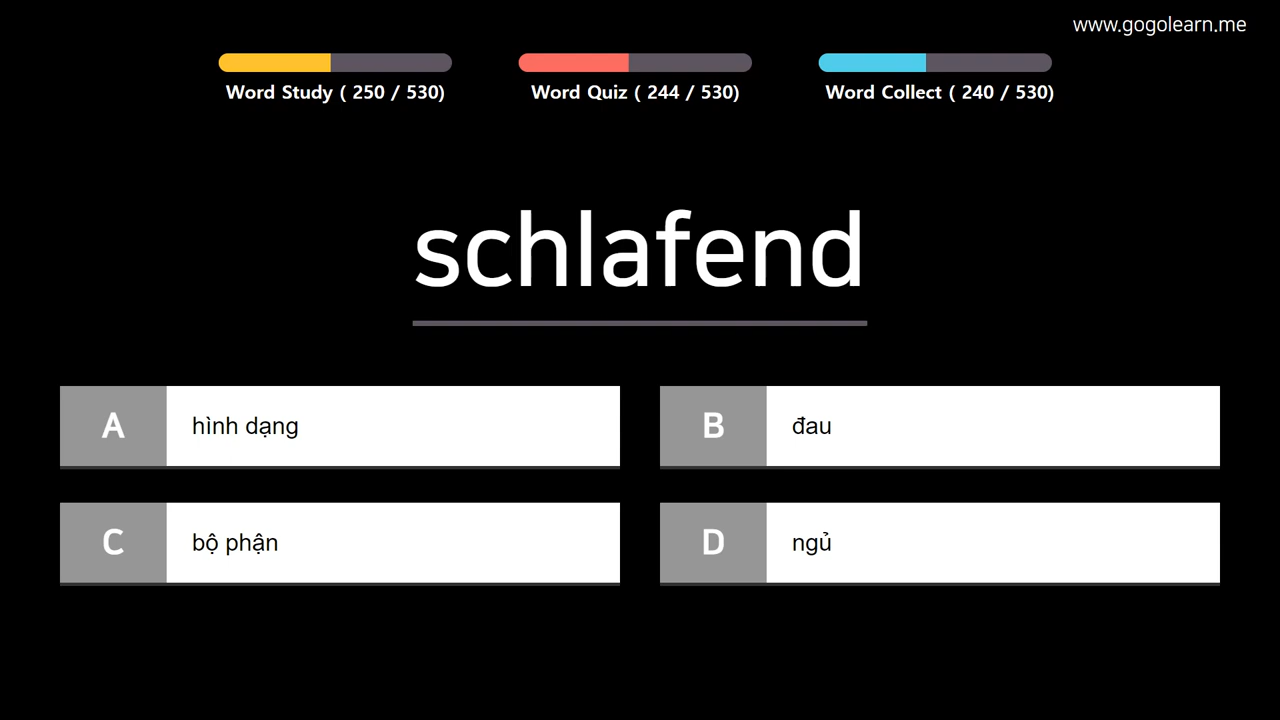 www.gogolearn.me
Word Study ( 250 / 530)
Word Quiz ( 244 / 530)
Word Collect ( 240 / 530)
schlafend
A hình dạng
B đau
C bộ phận
D ngủ